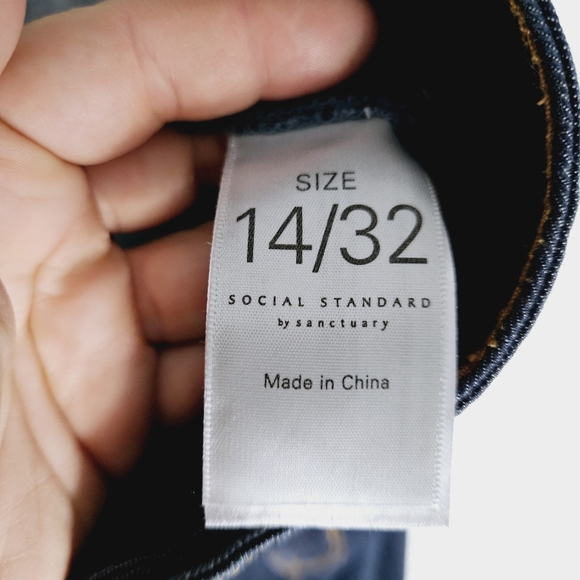 SIZE
14/32
SOCIAL STANDARD
by sanctuary
Made in China